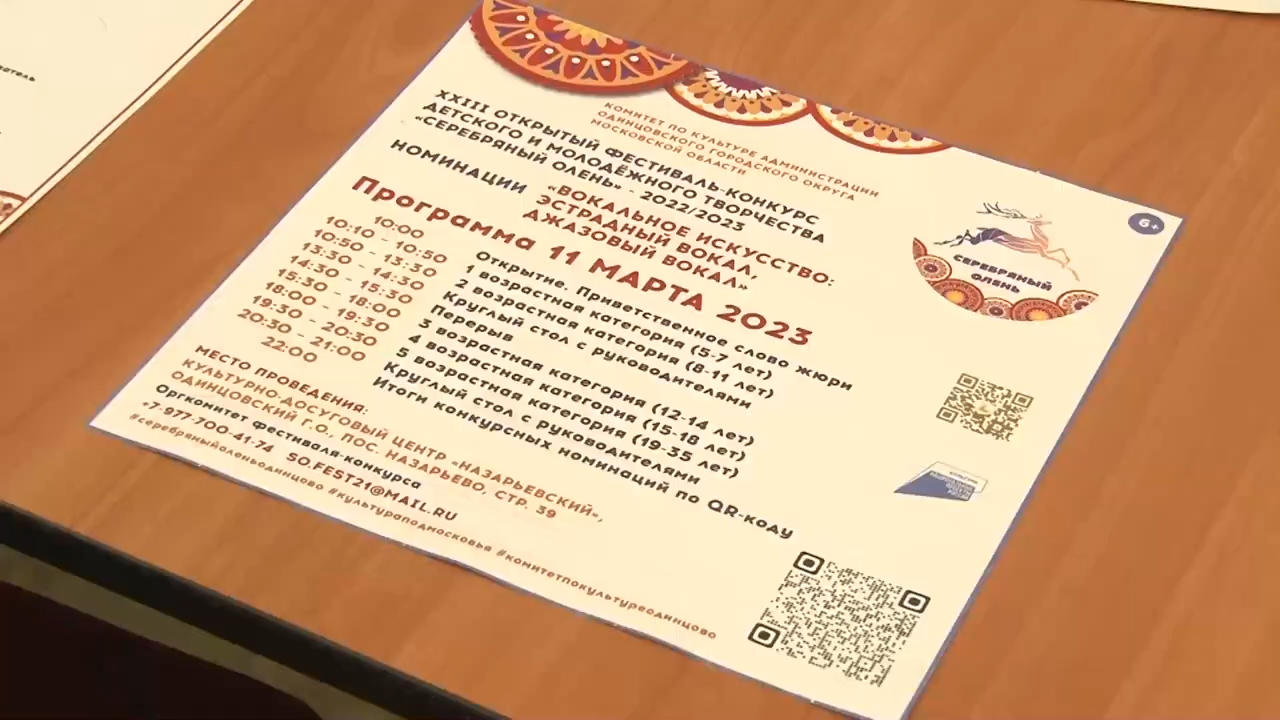 КОМИТЕТ ПО КУЛЬТУРЕ АДМИНИСТРАЦИИ
ОДИНЦОВСКОГО ГОРОДСКОГО ОКРУГА
МОСКОВСКОЙ ОБЛАСТИ
XXIII ОТКРЫТЫЙ ФЕСТИВАЛЬ-КОНКУРС
ДЕТСКОГО И МОЛОДЁЖНОГО ТВОРЧЕСТВА
«СЕРЕБРЯНЫЙ ОЛЕНЬ» - 2022/2023
НОМИНАЦИИ «ВОКАЛЬНОЕ ИСКУССТВО:
ЭСТРАДНЫЙ ВОКАЛ,
ДЖАЗОВЫЙ ВОКАЛ»
6+
СЕРЕБРЯНЫЙ
ОЛЕНЬ
Программа 11 МАРТА 2023
10:00 Открытие. Приветственное слово жюри
10:10 - 10:50 1 возрастная категория (5-7 лет)
10:50 - 13:30 2 возрастная категория (8-11 лет)
13:30 - 14:30 Круглый стол с руководителями
14:30 - 15:30 Перерыв
15:30 - 18:00 3 возрастная категория (12-14 лет)
18:00 - 19:30 4 возрастная категория (15-18 лет)
19:30 - 20:30 5 возрастная категория (19-35 лет)
20:30 - 21:00 Круглый стол с руководителями
22:00 Итоги конкурсных номинаций по QR-коду
МЕСТО ПРОВЕДЕНИЯ:
КУЛЬТУРНО-ДОСУГОВЫЙ ЦЕНТР «НАЗАРЬЕВСКИЙ»,
ОДИНЦОВСКИЙ Г.О., ПОС. НАЗАРЬЕВО, СТР. 39
Оргкомитет фестиваля-конкурса
+7-977-700-41-74 SO.FEST21@MAIL.RU
#серебряныйоленьодинцово #культураподмосковья #комитетпокультуреодинцово